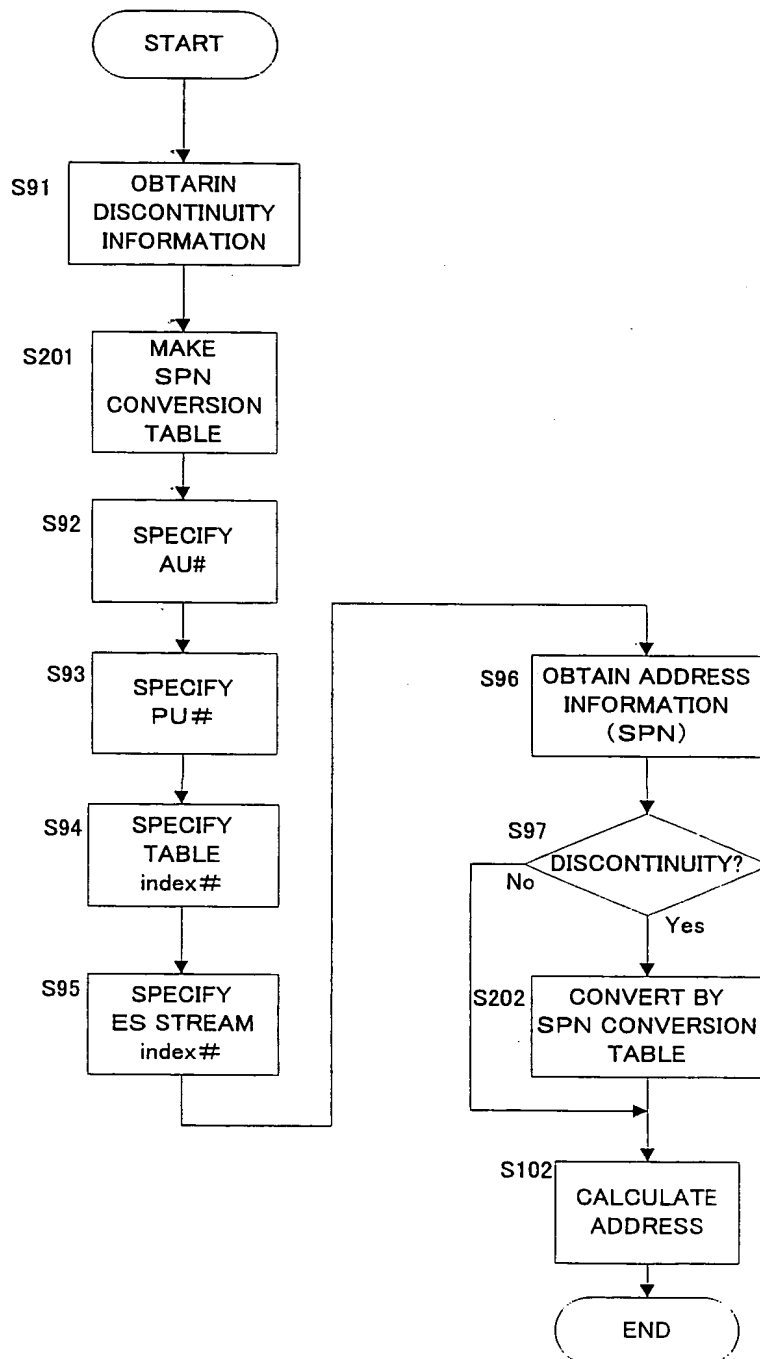 START
S91
OBTARIN
DISCONTINUITY
INFORMATION
S201
MAKE
SPN
CONVERSION
TABLE
S92
SPECIFY
AU#
S93
SPECIFY
PU#
S94
SPECIFY
TABLE
index#
S95
SPECIFY
ES STREAM
index#
S96
OBTAIN ADDRESS
INFORMATION
(SPN)
S97
DISCONTINUITY?
No
Yes
S202
CONVERT BY
SPN CONVERSION
TABLE
S102
CALCULATE
ADDRESS
END